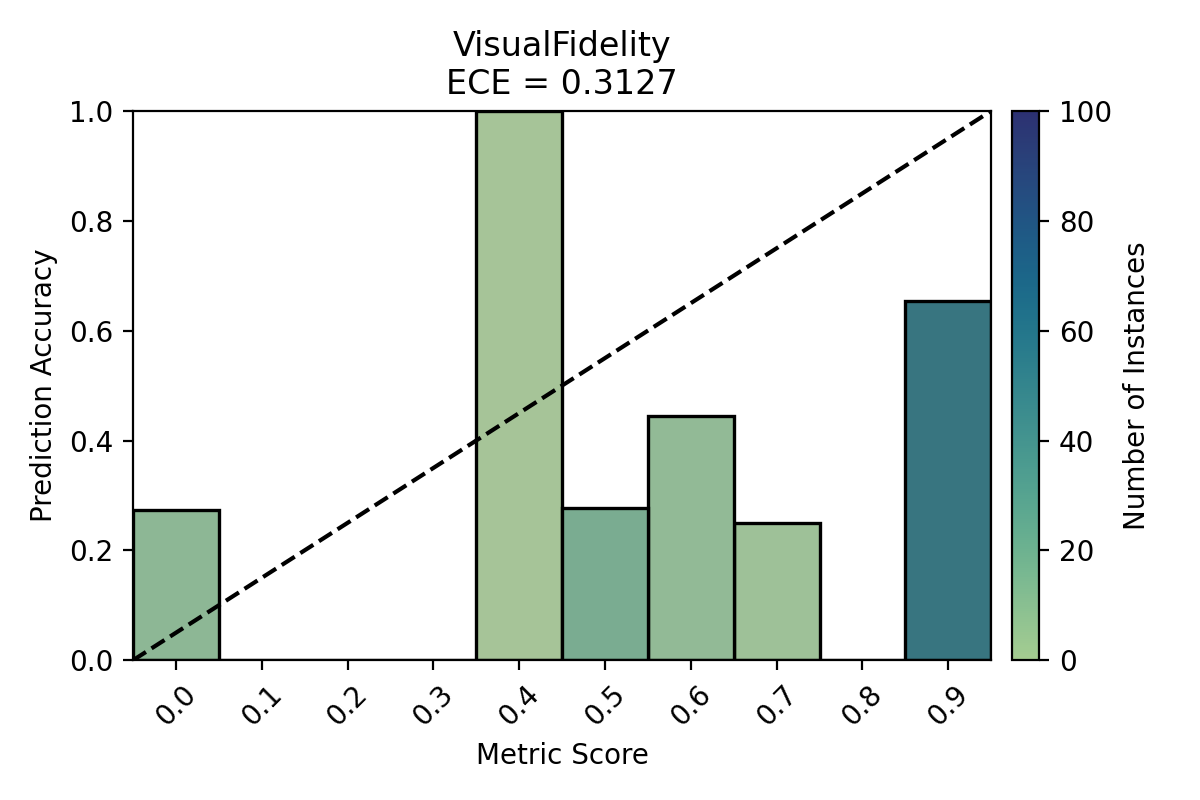 VisualFidelity
ECE = 0.3127
Prediction Accuracy
1.0
0.8
0.6
0.4
0.2
0.0
0.0 0.1 0.2 0.3 0.4 0.5 0.6 0.7 0.8 0.9
Metric Score
100
80
60
40
20
0
Number of Instances